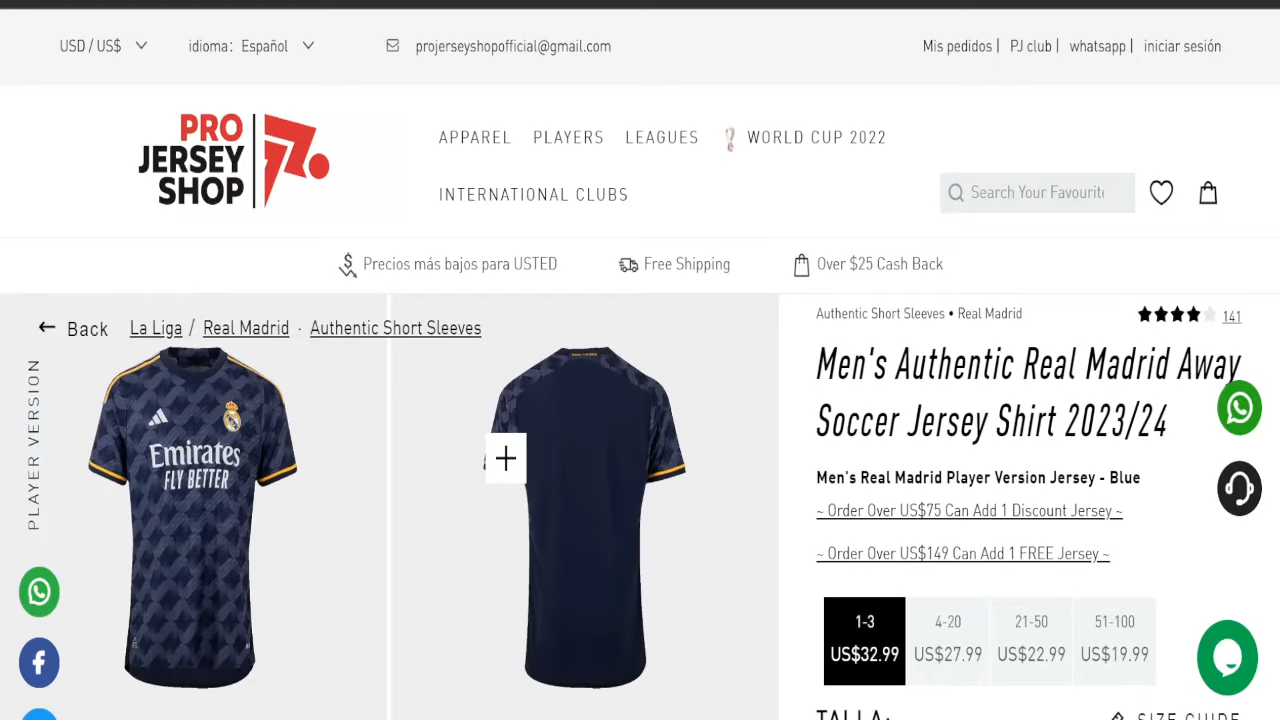 USD / US$
idioma: Español
projerseyshopofficial@gmail.com
Mis pedidos |
PJ club |
whatsapp |
iniciar sesión
PRO
JERSEY
SHOP
APPAREL
PLAYERS
LEAGUES
WORLD CUP 2022
INTERNATIONAL CLUBS
Search Your Favourite
Precios más bajos para USTED
Free Shipping
Over $25 Cash Back
Back
La Liga / Real Madrid · Authentic Short Sleeves
PLAYER VERSION
Emirates
FLY BETTER
Authentic Short Sleeves • Real Madrid
141
Men's Authentic Real Madrid Away
Soccer Jersey Shirt 2023/24
Men's Real Madrid Player Version Jersey - Blue
~ Order Over US$75 Can Add 1 Discount Jersey ~
~ Order Over US$149 Can Add 1 FREE Jersey ~
1-3
US$32.99
4-20
US$27.99
21-50
US$22.99
51-100
US$19.99
TALLA:
SIZE GUIDE